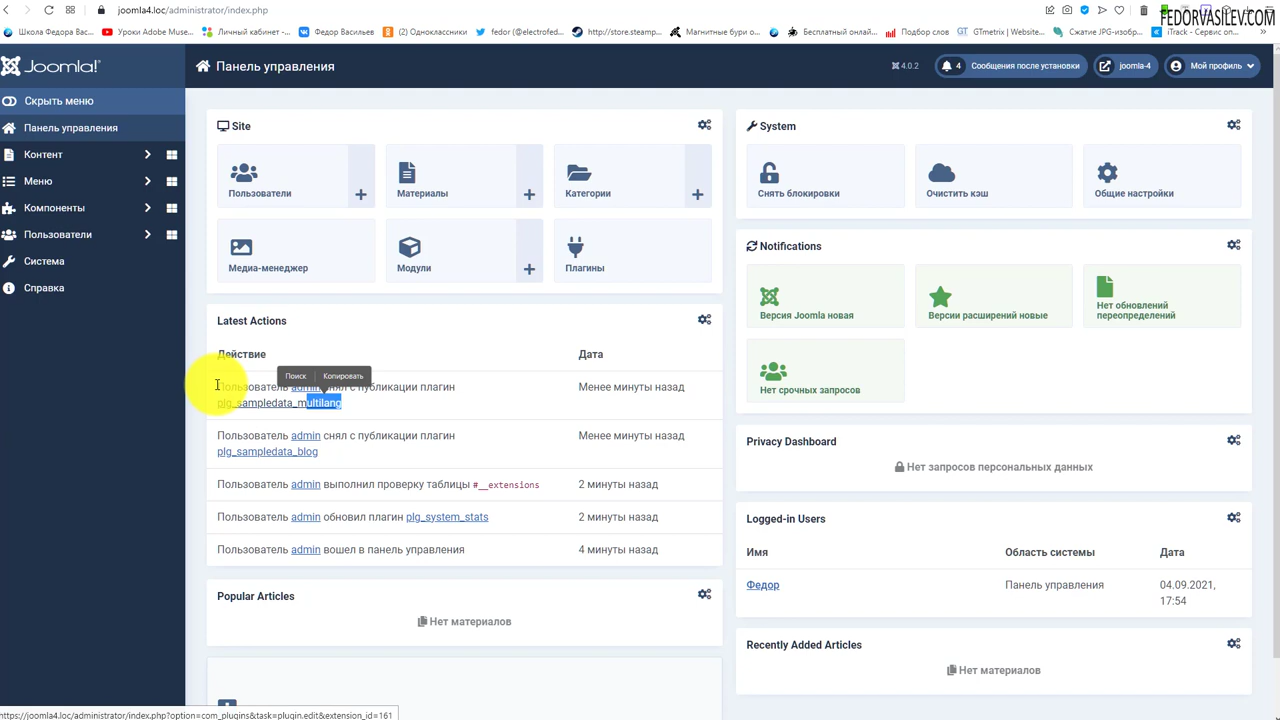 joomla4.loc/administrator/index.php
FEDORVASILEV.COM
Школа Федора Вас...
Уроки Adobe Muse...
Личный кабинет -...
Федор Васильев
(2) Одноклассники
fedor (@electrofed...
http://store.steamp...
Магнитные бури о...
Бесплатный онлай...
Подбор слов
GTmetrix | Website...
Сжатие JPG-изобр...
iTrack - Сервис оп...
Joomla!
Панель управления
4.0.2
4
Сообщения после установки
joomla-4
Мой профиль
Скрыть меню
Панель управления
Контент
Меню
Компоненты
Пользователи
Система
Справка
Site
Пользователи
Материалы
Категории
Медиа-менеджер
Модули
Плагины
Latest Actions
Действие
Дата
Поиск
Копировать
Пользователь admin снял с публикации плагин
plg_sampledata_multilang
Менее минуты назад
Пользователь admin снял с публикации плагин
plg_sampledata_blog
Менее минуты назад
Пользователь admin выполнил проверку таблицы #__extensions
2 минуты назад
Пользователь admin обновил плагин plg_system_stats
2 минуты назад
Пользователь admin вошел в панель управления
4 минуты назад
Popular Articles
Нет материалов
System
Снять блокировки
Очистить кэш
Общие настройки
Notifications
Версия Joomla новая
Версии расширений новые
Нет обновлений
переопределений
Нет срочных запросов
Privacy Dashboard
Нет запросов персональных данных
Logged-in Users
Имя
Область системы
Дата
Федор
Панель управления
04.09.2021,
17:54
Recently Added Articles
Нет материалов
https://joomla4.loc/administrator/index.php?option=com_plugins&task=plugin.edit&extension_id=161